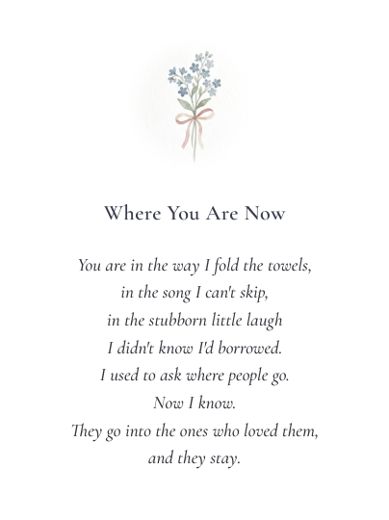 Where You Are Now
You are in the way I fold the towels,
in the song I can't skip,
in the stubborn little laugh
I didn't know I'd borrowed.
I used to ask where people go.
Now I know.
They go into the ones who loved them,
and they stay.